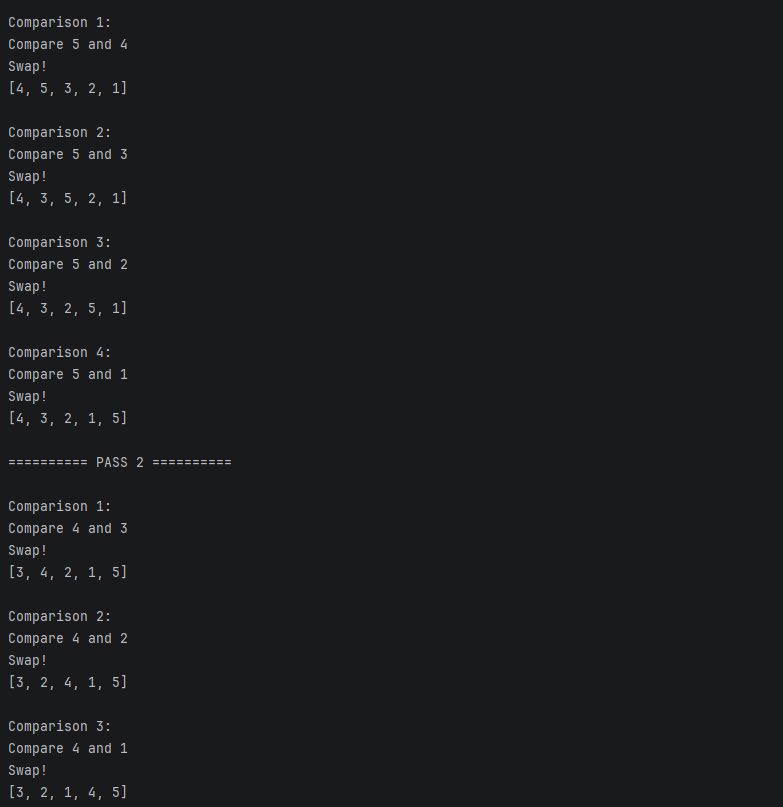 Comparison 1:
Compare 5 and 4
Swap!
[4, 5, 3, 2, 1]
Comparison 2:
Compare 5 and 3
Swap!
[4, 3, 5, 2, 1]
Comparison 3:
Compare 5 and 2
Swap!
[4, 3, 2, 5, 1]
Comparison 4:
Compare 5 and 1
Swap!
[4, 3, 2, 1, 5]
========== PASS 2 ==========
Comparison 1:
Compare 4 and 3
Swap!
[3, 4, 2, 1, 5]
Comparison 2:
Compare 4 and 2
Swap!
[3, 2, 4, 1, 5]
Comparison 3:
Compare 4 and 1
Swap!
[3, 2, 1, 4, 5]